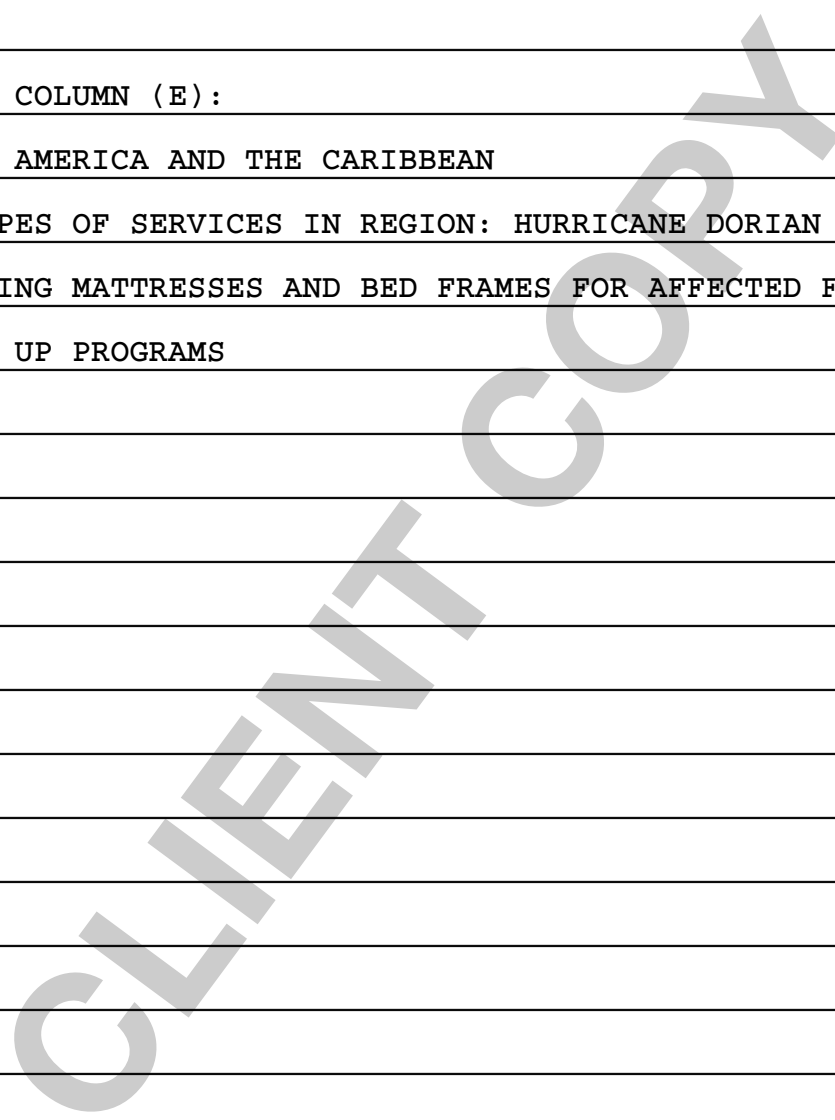 COLUMN (E):
AMERICA AND THE CARIBBEAN
PES OF SERVICES IN REGION: HURRICANE DORIAN
ING MATTRESSES AND BED FRAMES FOR AFFECTED F
UP PROGRAMS
CLIENT COPY